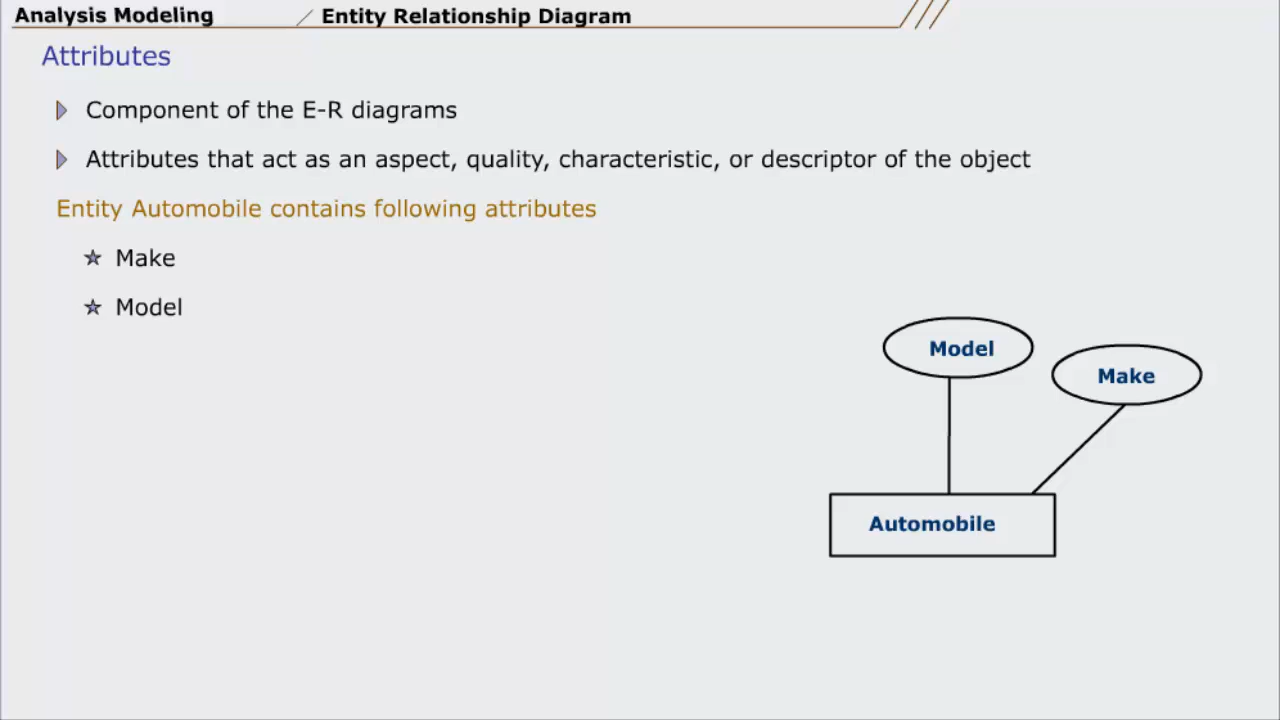 Analysis Modeling
Entity Relationship Diagram
Attributes
Component of the E-R diagrams
Attributes that act as an aspect, quality, characteristic, or descriptor of the object
Entity Automobile contains following attributes
Make
Model
Model
Make
Automobile